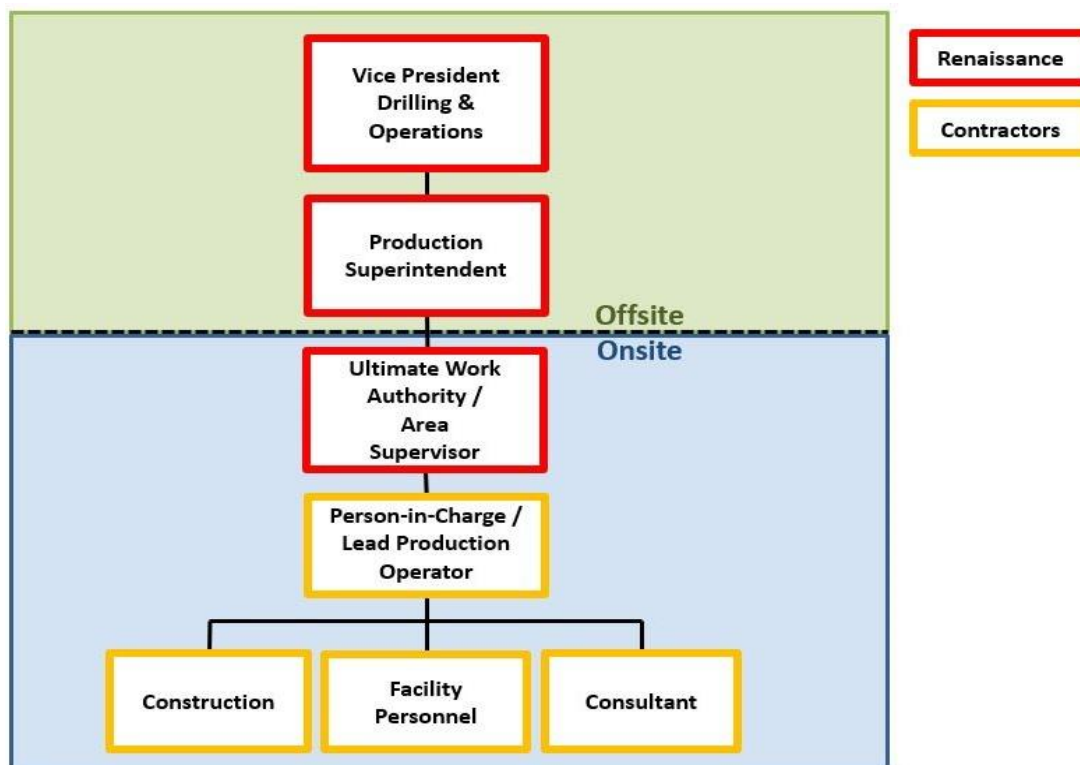 Vice President
Drilling &
Operations
Renaissance
Contractors
Production
Superintendent
Offsite
Onsite
Ultimate Work
Authority /
Area
Supervisor
Person-in-Charge /
Lead Production
Operator
Construction
Facility
Personnel
Consultant